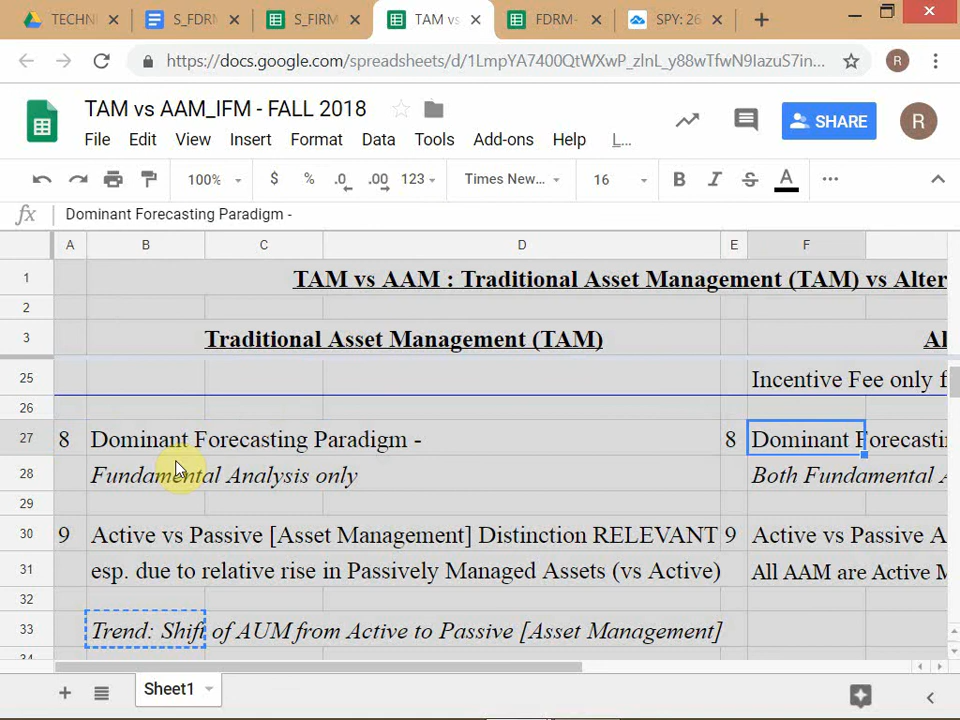 TECHNI
S_FDRM
S_FIRM
TAM vs
FDRM-
SPY: 26
https://docs.google.com/spreadsheets/d/1LmpYA7400QtWXwP_zlnL_y88wTfwN9IazuS7in...
R
TAM vs AAM_IFM - FALL 2018
SHARE
R
File Edit View Insert Format Data Tools Add-ons Help L...
100% $ % .0 .00 123 Times New... 16 B I S A
fx Dominant Forecasting Paradigm -
A B C D E F
1 TAM vs AAM : Traditional Asset Management (TAM) vs Alter
2
3 Traditional Asset Management (TAM) Al
25 Incentive Fee only f
26
27 8 Dominant Forecasting Paradigm - 8 Dominant Forecasti
28 Fundamental Analysis only Both Fundamental A
29
30 9 Active vs Passive [Asset Management] Distinction RELEVANT 9 Active vs Passive A
31 esp. due to relative rise in Passively Managed Assets (vs Active) All AAM are Active M
32
33 Trend: Shift of AUM from Active to Passive [Asset Management]
34
Sheet1